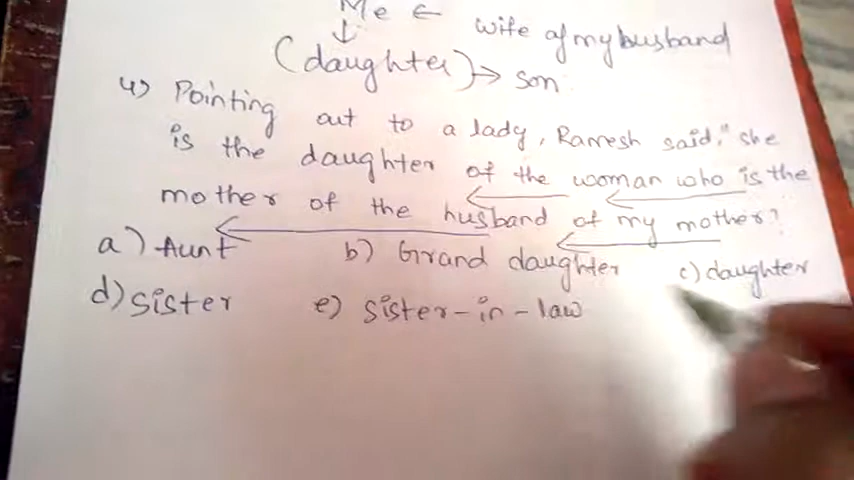 Me ← wife of my husband
↓
(daughter) → son
4) Pointing out to a lady, Ramesh said, "she
is the daughter of the woman who is the
mother of the husband of my mother?
a) Aunt b) Grand daughter c) daughter
d) sister e) sister-in-law